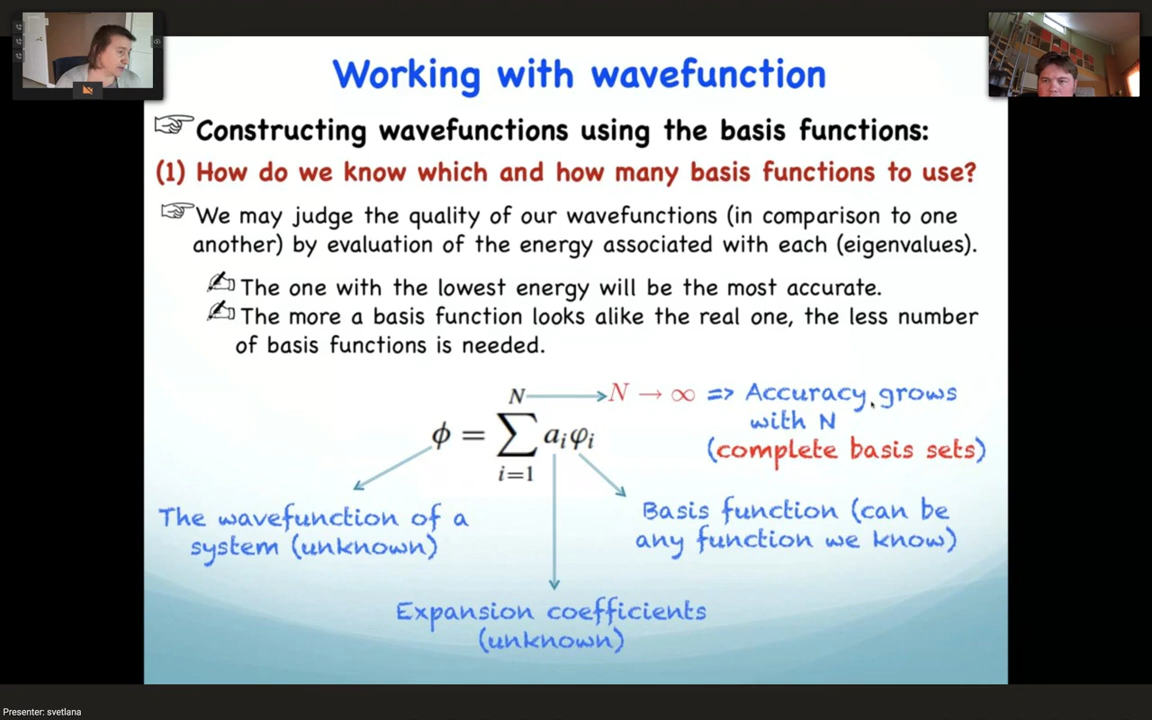 Working with wavefunction
Constructing wavefunctions using the basis functions:
(1) How do we know which and how many basis functions to use?
We may judge the quality of our wavefunctions (in comparison to one
another) by evaluation of the energy associated with each (eigenvalues).
The one with the lowest energy will be the most accurate.
The more a basis function looks alike the real one, the less number
of basis functions is needed.
N → N → ∞ => Accuracy grows
with N
(complete basis sets)
ϕ = ∑ aᵢφᵢ
i=1
The wavefunction of a
system (unknown)
Basis function (can be
any function we know)
Expansion coefficients
(unknown)
Presenter: svetlana